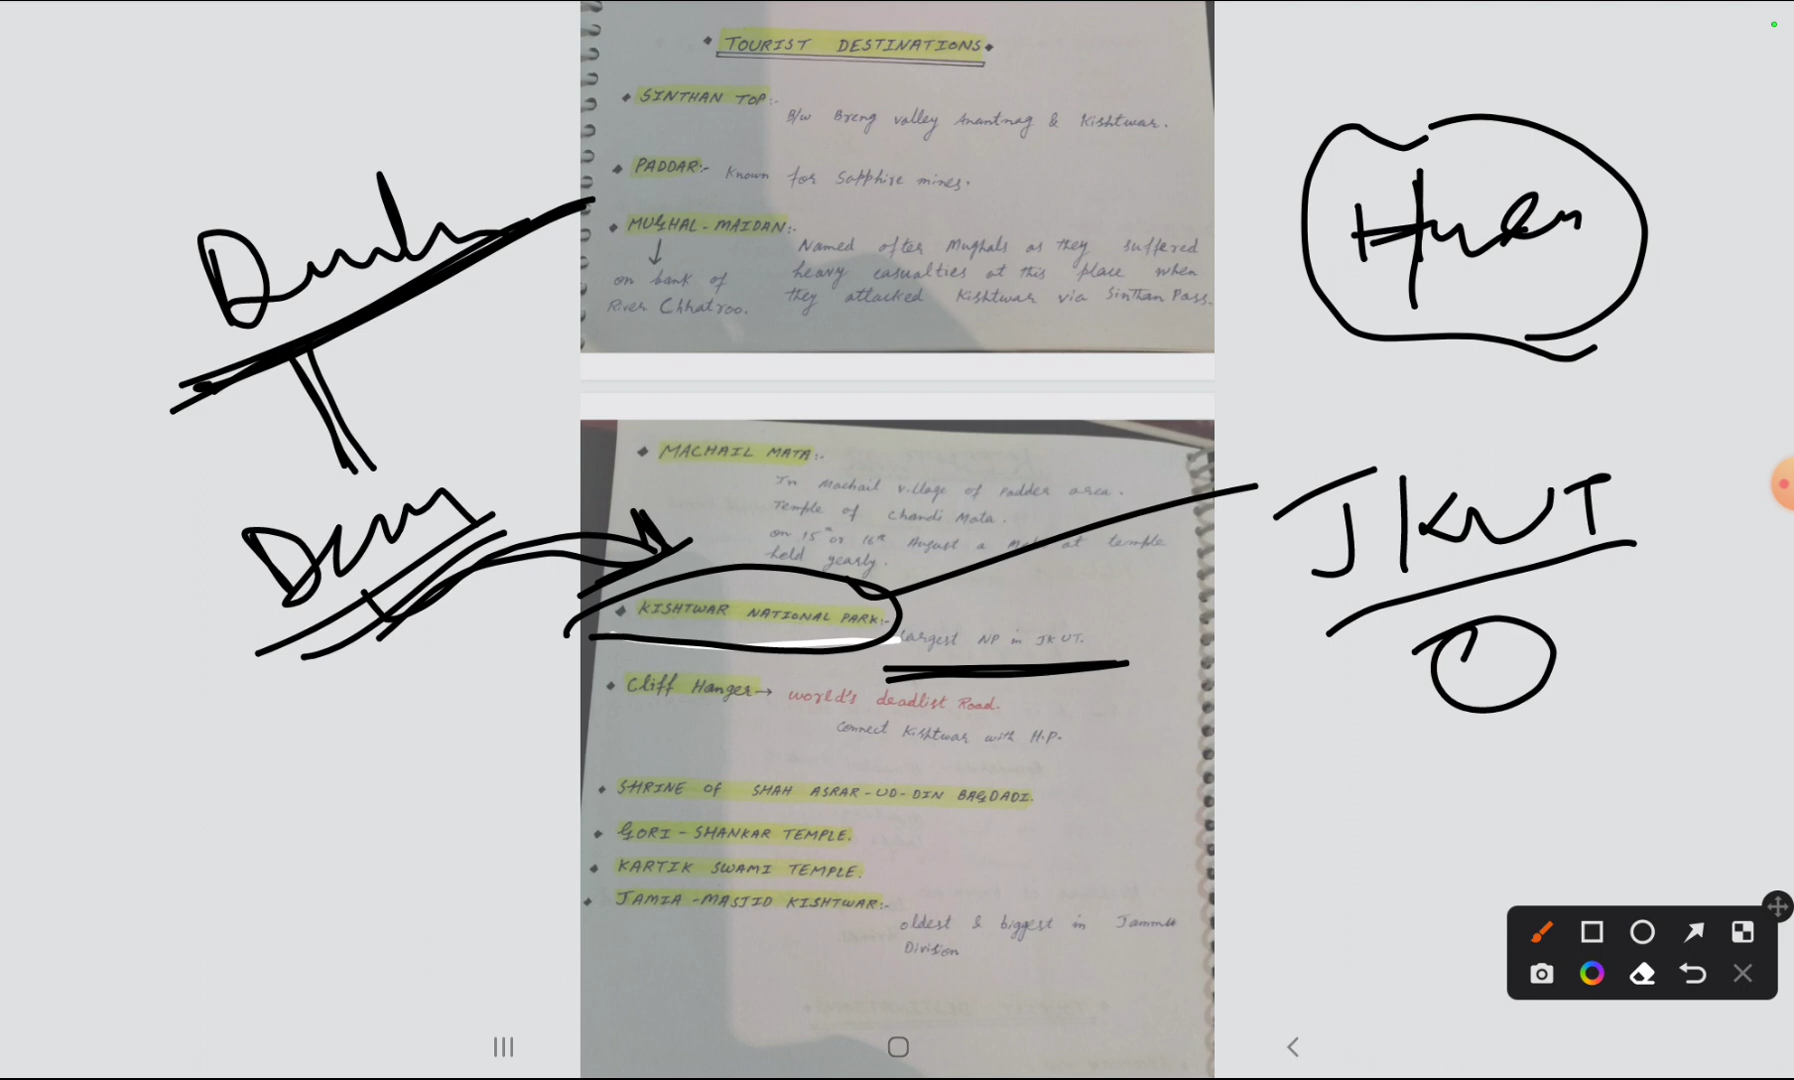 • TOURIST DESTINATIONS •
◆ SINTHAN TOP:-
B/w Breng valley Anantnag & Kishtwar.
◆ PADDAR:- Known for Sapphire mines.
◆ MUGHAL-MAIDAN:-
Named after Mughals as they suffered
on bank of heavy casualties at this place when
River Chhatroo. they attacked Kishtwar via Sinthan Pass.
◆ MACHAIL MATA:-
In Machail village of Padder area.
Temple of Chandi Mata.
on 15th or 16th August a at temple
held yearly.
◆ KISHTWAR NATIONAL PARK:-
largest NP in JKUT.
◆ Cliff Hanger → world's deadlist Road.
Connect Kishtwar with H.P.
◆ SHRINE of SHAH ASRAR-UD-DIN BAGDADI.
◆ GORI-SHANKAR TEMPLE.
◆ KARTIK SWAMI TEMPLE.
◆ JAMIA-MASJID KISHTWAR:-
oldest & biggest in Jammu
Division
JKUT